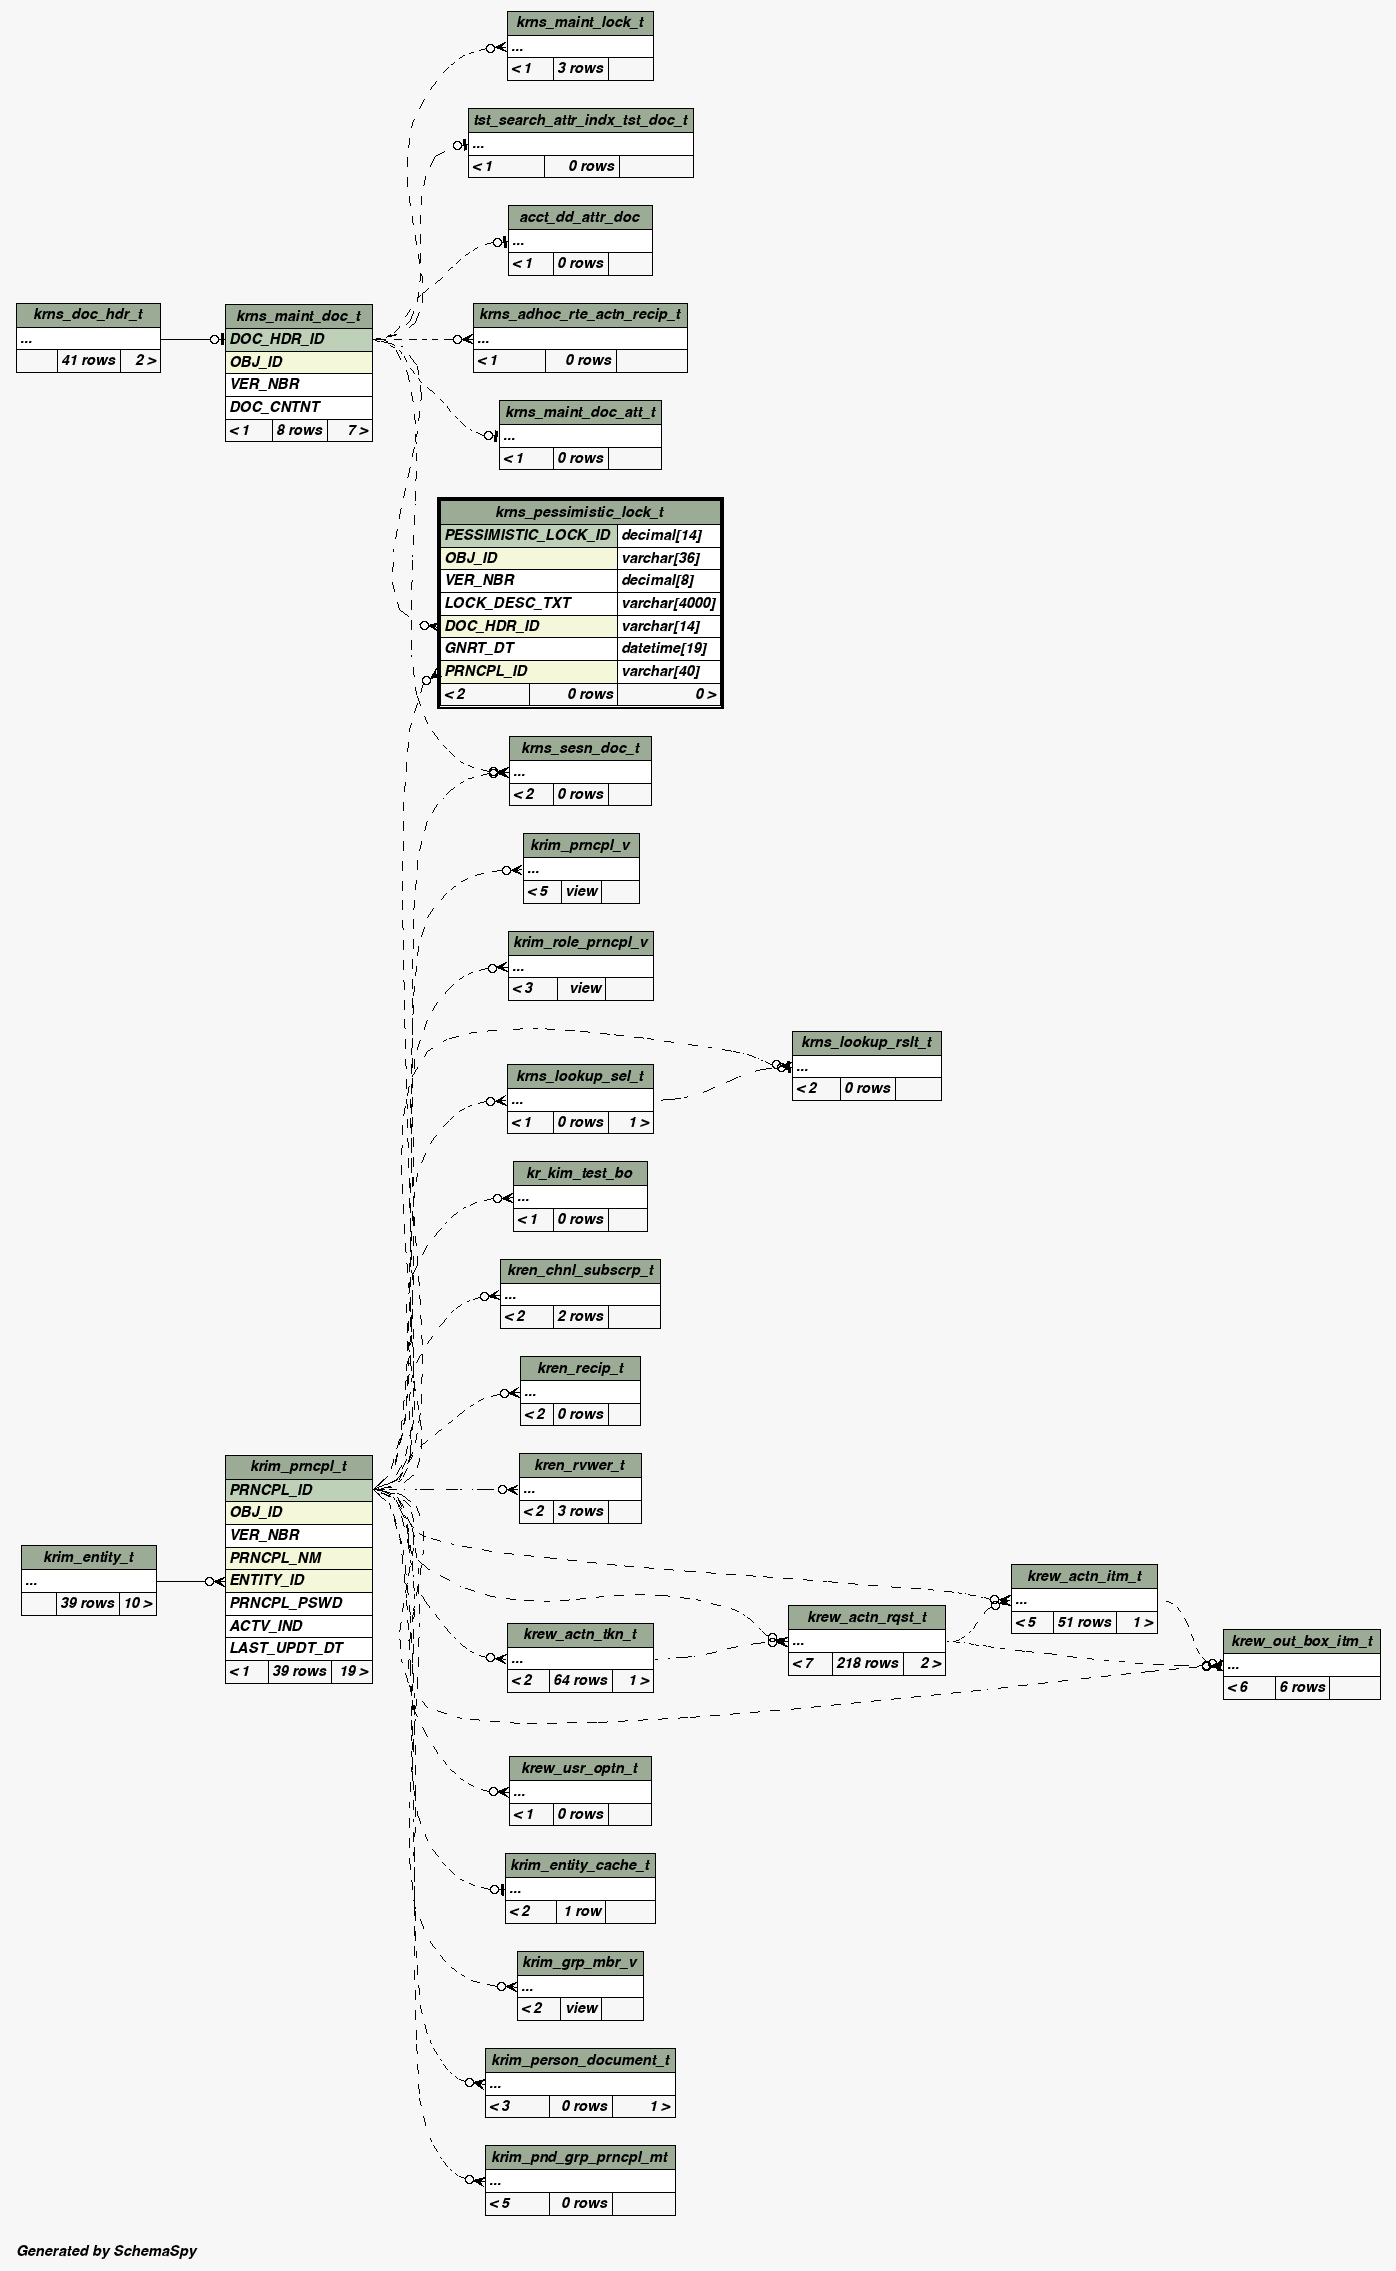 krns_maint_lock_t
...
< 1 3 rows
tst_search_attr_indx_tst_doc_t
...
< 1 0 rows
acct_dd_attr_doc
...
< 1 0 rows
krns_doc_hdr_t
...
41 rows 2 >
krns_maint_doc_t
DOC_HDR_ID
OBJ_ID
VER_NBR
DOC_CNTNT
< 1 8 rows 7 >
krns_adhoc_rte_actn_recip_t
...
< 1 0 rows
krns_maint_doc_att_t
...
< 1 0 rows
krns_pessimistic_lock_t
PESSIMISTIC_LOCK_ID decimal[14]
OBJ_ID varchar[36]
VER_NBR decimal[8]
LOCK_DESC_TXT varchar[4000]
DOC_HDR_ID varchar[14]
GNRT_DT datetime[19]
PRNCPL_ID varchar[40]
< 2 0 rows 0 >
krns_sesn_doc_t
...
< 2 0 rows
krim_prncpl_v
...
< 5 view
krim_role_prncpl_v
...
< 3 view
krns_lookup_rslt_t
...
< 2 0 rows
krns_lookup_sel_t
...
< 1 0 rows 1 >
kr_kim_test_bo
...
< 1 0 rows
kren_chnl_subscrp_t
...
< 2 2 rows
kren_recip_t
...
< 2 0 rows
kren_rvwer_t
...
< 2 3 rows
krim_prncpl_t
PRNCPL_ID
OBJ_ID
VER_NBR
PRNCPL_NM
ENTITY_ID
PRNCPL_PSWD
ACTV_IND
LAST_UPDT_DT
< 1 39 rows 19 >
krim_entity_t
...
39 rows 10 >
krew_actn_itm_t
...
< 5 51 rows 1 >
krew_actn_rqst_t
...
< 7 218 rows 2 >
krew_actn_tkn_t
...
< 2 64 rows 1 >
krew_out_box_itm_t
...
< 6 6 rows
krew_usr_optn_t
...
< 1 0 rows
krim_entity_cache_t
...
< 2 1 row
krim_grp_mbr_v
...
< 2 view
krim_person_document_t
...
< 3 0 rows 1 >
krim_pnd_grp_prncpl_mt
...
< 5 0 rows
Generated by SchemaSpy